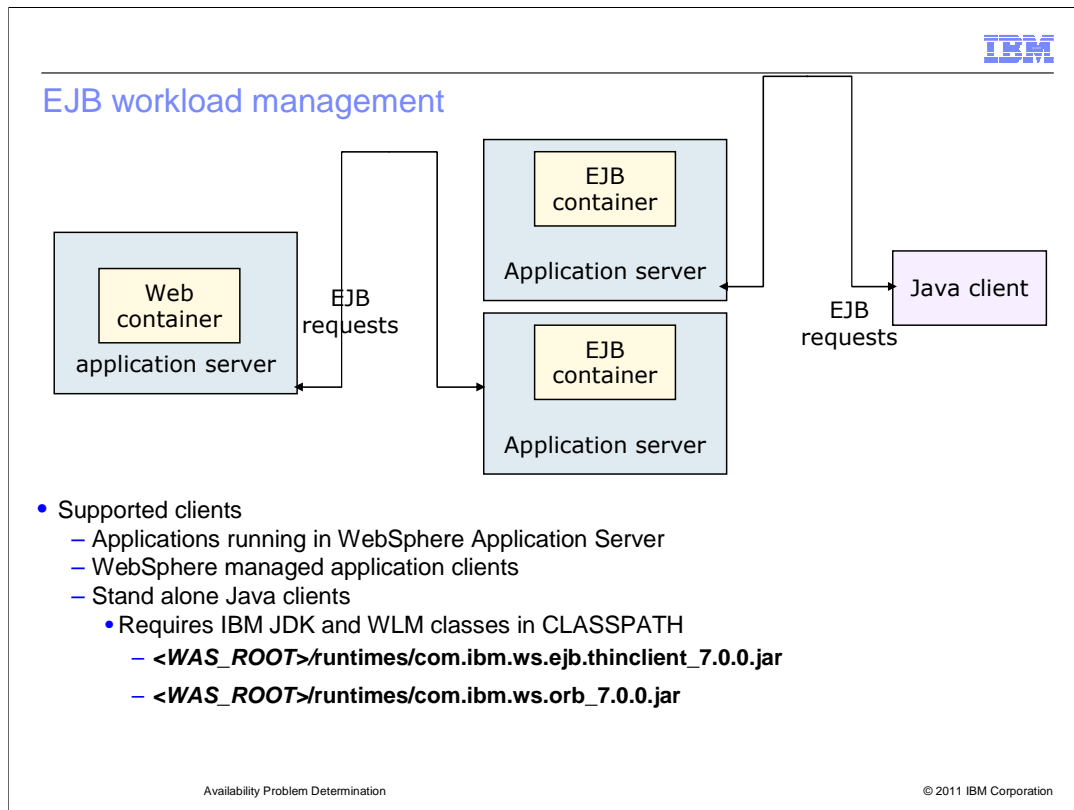 IBM
EJB workload management
EJB
container
Application server
Web
container
application server
EJB
requests
EJB
container
Application server
Java client
EJB
requests
• Supported clients
– Applications running in WebSphere Application Server
– WebSphere managed application clients
– Stand alone Java clients
• Requires IBM JDK and WLM classes in CLASSPATH
– <WAS_ROOT>/runtimes/com.ibm.ws.ejb.thinclient_7.0.0.jar
– <WAS_ROOT>/runtimes/com.ibm.ws.orb_7.0.0.jar
Availability Problem Determination
© 2011 IBM Corporation